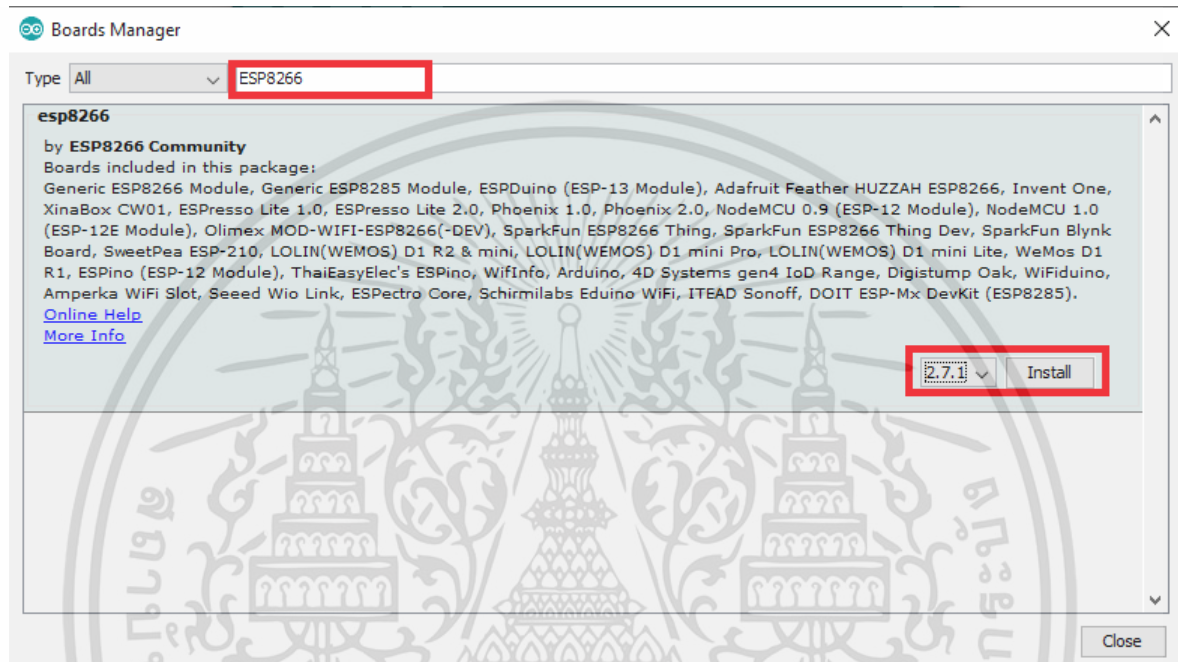 Boards Manager
Type All ESP8266
esp8266
by ESP8266 Community
Boards included in this package:
Generic ESP8266 Module, Generic ESP8285 Module, ESPDuino (ESP-13 Module), Adafruit Feather HUZZAH ESP8266, Invent One,
XinaBox CW01, ESPresso Lite 1.0, ESPresso Lite 2.0, Phoenix 1.0, Phoenix 2.0, NodeMCU 0.9 (ESP-12 Module), NodeMCU 1.0
(ESP-12E Module), Olimex MOD-WIFI-ESP8266(-DEV), SparkFun ESP8266 Thing, SparkFun ESP8266 Thing Dev, SparkFun Blynk
Board, SweetPea ESP-210, LOLIN(WEMOS) D1 R2 & mini, LOLIN(WEMOS) D1 mini Pro, LOLIN(WEMOS) D1 mini Lite, WeMos D1
R1, ESPino (ESP-12 Module), ThaiEasyElec's ESPino, WifInfo, Arduino, 4D Systems gen4 IoD Range, Digistump Oak, WiFiduino,
Amperka WiFi Slot, Seeed Wio Link, ESPectro Core, Schirmilabs Eduino WiFi, ITEAD Sonoff, DOIT ESP-Mx DevKit (ESP8285).
Online Help
More Info
2.7.1 Install
Close